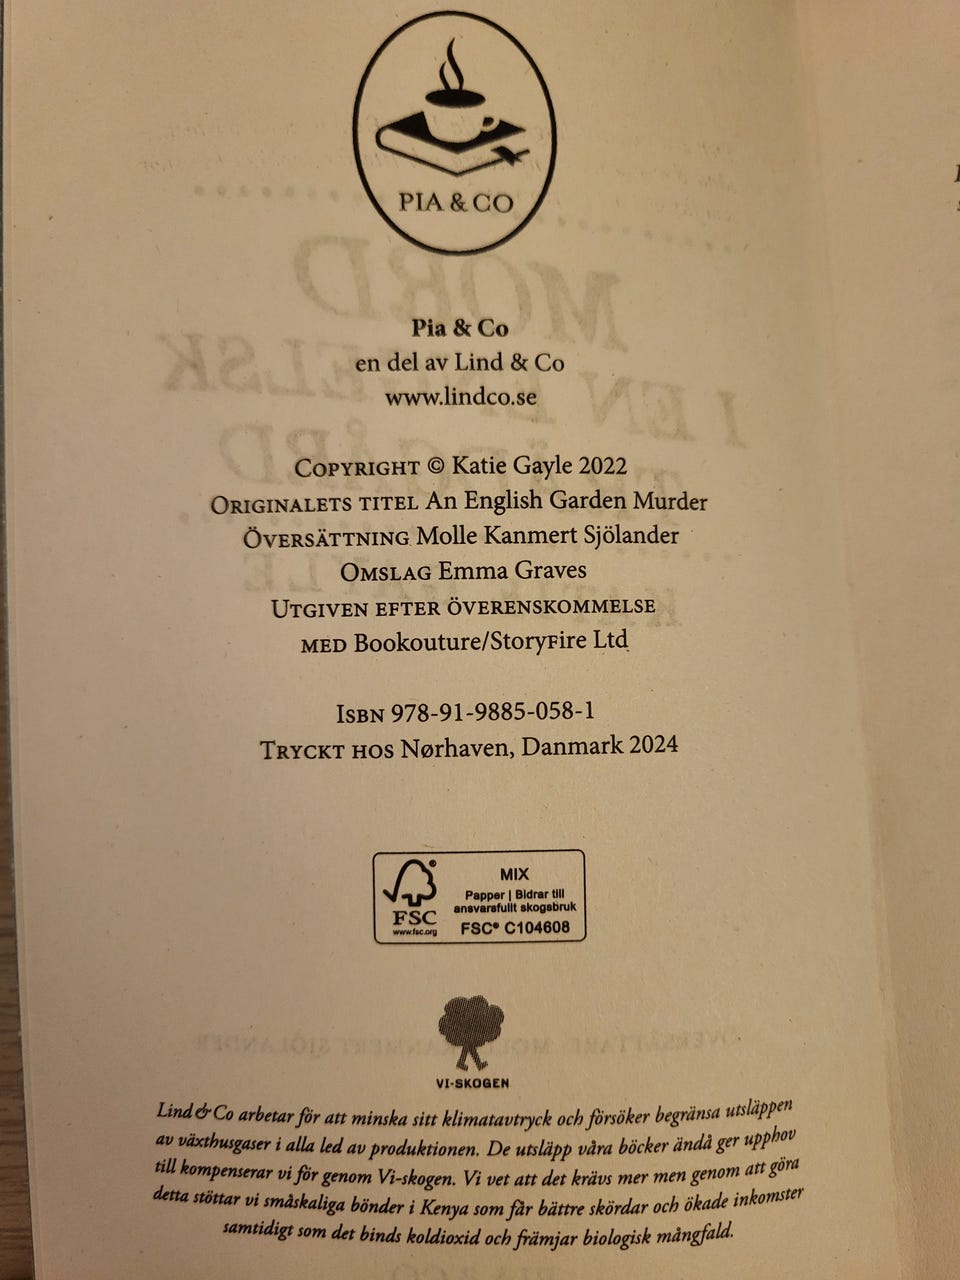 PIA & CO
Pia & Co
en del av Lind & Co
www.lindco.se
COPYRIGHT © Katie Gayle 2022
ORIGINALETS TITEL An English Garden Murder
ÖVERSÄTTNING Molle Kanmert Sjölander
OMSLAG Emma Graves
UTGIVEN EFTER ÖVERENSKOMMELSE
MED Bookouture/StoryFire Ltd
ISBN 978-91-9885-058-1
TRYCKT HOS Nørhaven, Danmark 2024
FSC®
www.fsc.org
MIX
Papper | Bidrar till
ansvarsfullt skogsbruk
FSC® C104608
VI-SKOGEN
Lind & Co arbetar för att minska sitt klimatavtryck och försöker begränsa utsläppen
av växthusgaser i alla led av produktionen. De utsläpp våra böcker ändå ger upphov
till kompenserar vi för genom Vi-skogen. Vi vet att det krävs mer men genom att göra
detta stöttar vi småskaliga bönder i Kenya som får bättre skördar och ökade inkomster
samtidigt som det binds koldioxid och främjar biologisk mångfald.